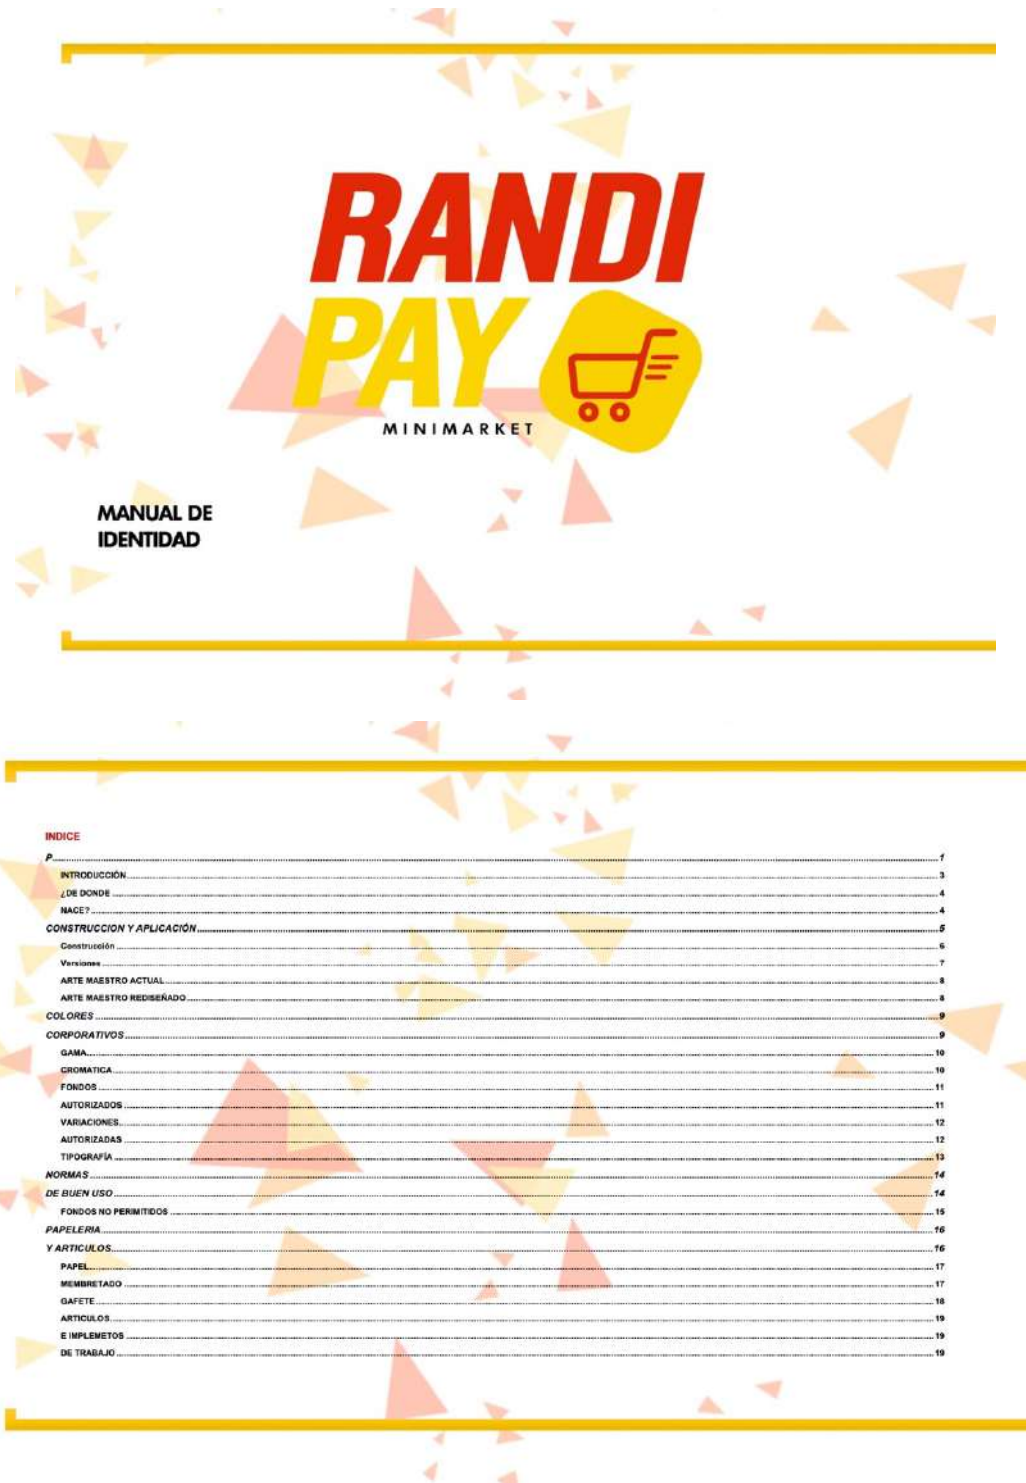 RANDI
PAY
MINIMARKET
MANUAL DE
IDENTIDAD
INDICE
P 1
INTRODUCCIÓN 3
¿DE DONDE 4
NACE? 4
CONSTRUCCION Y APLICACIÓN 5
Construcción 6
Versiones 7
ARTE MAESTRO ACTUAL 8
ARTE MAESTRO REDISEÑADO 8
COLORES 9
CORPORATIVOS 9
GAMA 10
CROMATICA 10
FONDOS 11
AUTORIZADOS 11
VARIACIONES 12
AUTORIZADAS 12
TIPOGRAFÍA 13
NORMAS 14
DE BUEN USO 14
FONDOS NO PERIMITIDOS 15
PAPELERIA 16
Y ARTICULOS 16
PAPEL 17
MEMBRETADO 17
GAFETE 18
ARTICULOS 19
E IMPLEMETOS 19
DE TRABAJO 19